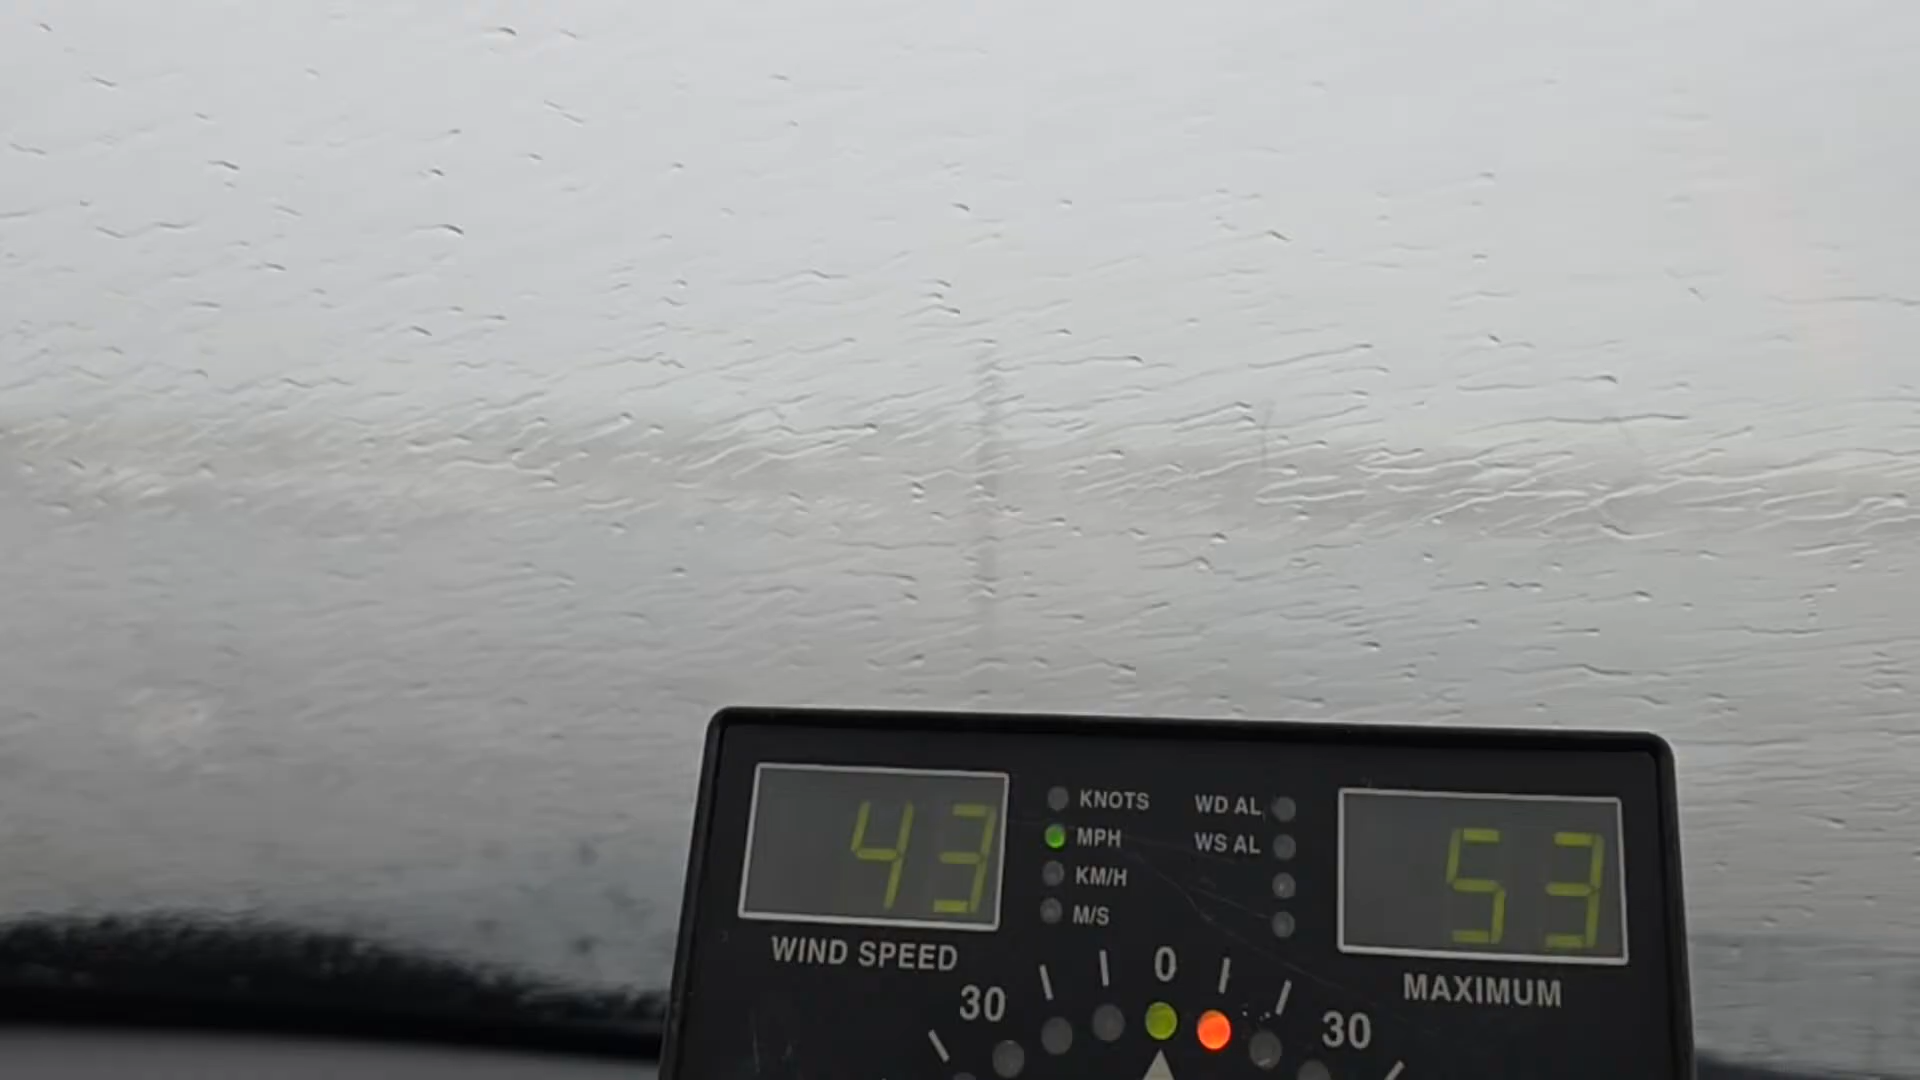 43
WIND SPEED
KNOTS
MPH
KM/H
M/S
WD AL
WS AL
53
MAXIMUM
30
0
30